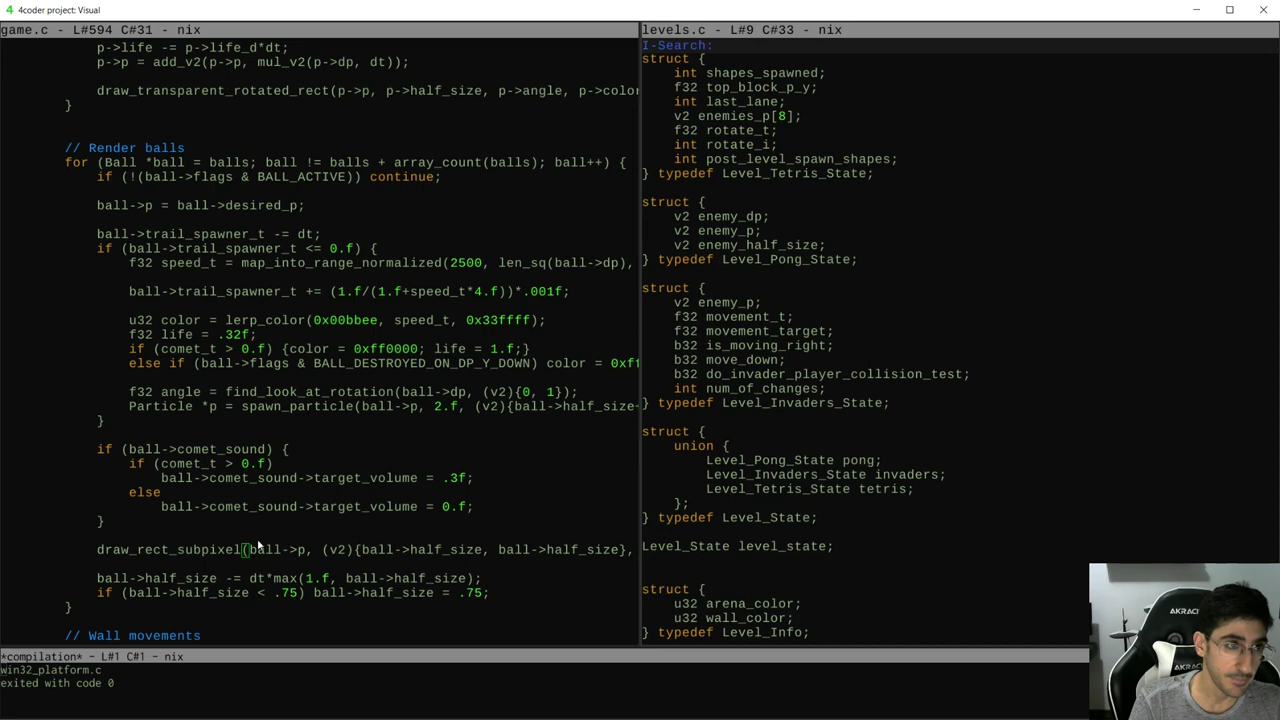 4coder project: Visual
game.c - L#594 C#31 - nix
p->life -= p->life_d*dt;
p->p = add_v2(p->p, mul_v2(p->dp, dt));
draw_transparent_rotated_rect(p->p, p->half_size, p->angle, p->color
}
// Render balls
for (Ball *ball = balls; ball != balls + array_count(balls); ball++) {
if (!(ball->flags & BALL_ACTIVE)) continue;
ball->p = ball->desired_p;
ball->trail_spawner_t -= dt;
if (ball->trail_spawner_t <= 0.f) {
f32 speed_t = map_into_range_normalized(2500, len_sq(ball->dp),
ball->trail_spawner_t += (1.f/(1.f+speed_t*4.f))*.001f;
u32 color = lerp_color(0x00bbee, speed_t, 0x33ffff);
f32 life = .32f;
if (comet_t > 0.f) {color = 0xff0000; life = 1.f;}
else if (ball->flags & BALL_DESTROYED_ON_DP_Y_DOWN) color = 0xff
f32 angle = find_look_at_rotation(ball->dp, (v2){0, 1});
Particle *p = spawn_particle(ball->p, 2.f, (v2){ball->half_size
}
if (ball->comet_sound) {
if (comet_t > 0.f)
ball->comet_sound->target_volume = .3f;
else
ball->comet_sound->target_volume = 0.f;
}
draw_rect_subpixel(ball->p, (v2){ball->half_size, ball->half_size},
ball->half_size -= dt*max(1.f, ball->half_size);
if (ball->half_size < .75) ball->half_size = .75;
}
// Wall movements
levels.c - L#9 C#33 - nix
I-Search:
struct {
int shapes_spawned;
f32 top_block_p_y;
int last_lane;
v2 enemies_p[8];
f32 rotate_t;
int rotate_i;
int post_level_spawn_shapes;
} typedef Level_Tetris_State;
struct {
v2 enemy_dp;
v2 enemy_p;
v2 enemy_half_size;
} typedef Level_Pong_State;
struct {
v2 enemy_p;
f32 movement_t;
f32 movement_target;
b32 is_moving_right;
b32 move_down;
b32 do_invader_player_collision_test;
int num_of_changes;
} typedef Level_Invaders_State;
struct {
union {
Level_Pong_State pong;
Level_Invaders_State invaders;
Level_Tetris_State tetris;
};
} typedef Level_State;
Level_State level_state;
struct {
u32 arena_color;
u32 wall_color;
} typedef Level_Info;
*compilation* - L#1 C#1 - nix
win32_platform.c
exited with code 0
AKRACING